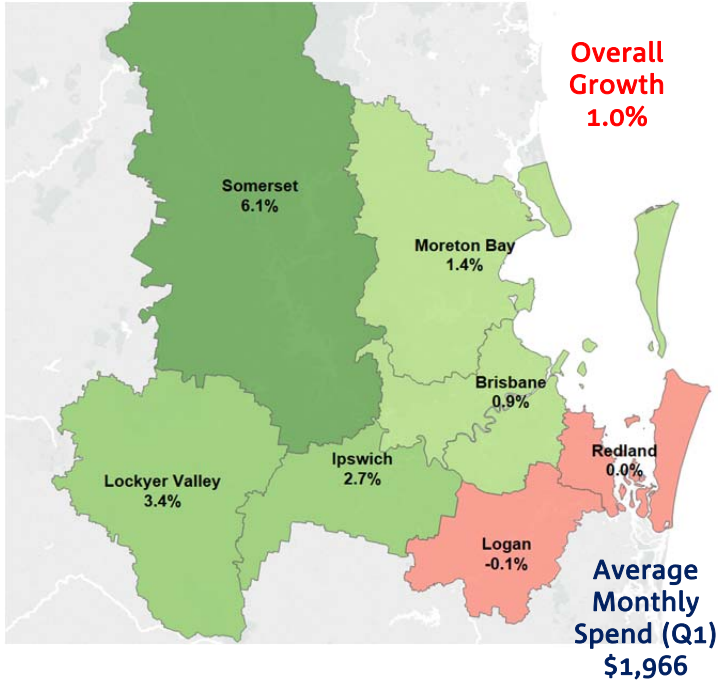 Overall
Growth
1.0%
Somerset
6.1%
Moreton Bay
1.4%
Brisbane
0.9%
Redland
0.0%
Ipswich
2.7%
Lockyer Valley
3.4%
Logan
-0.1%
Average
Monthly
Spend (Q1)
$1,966